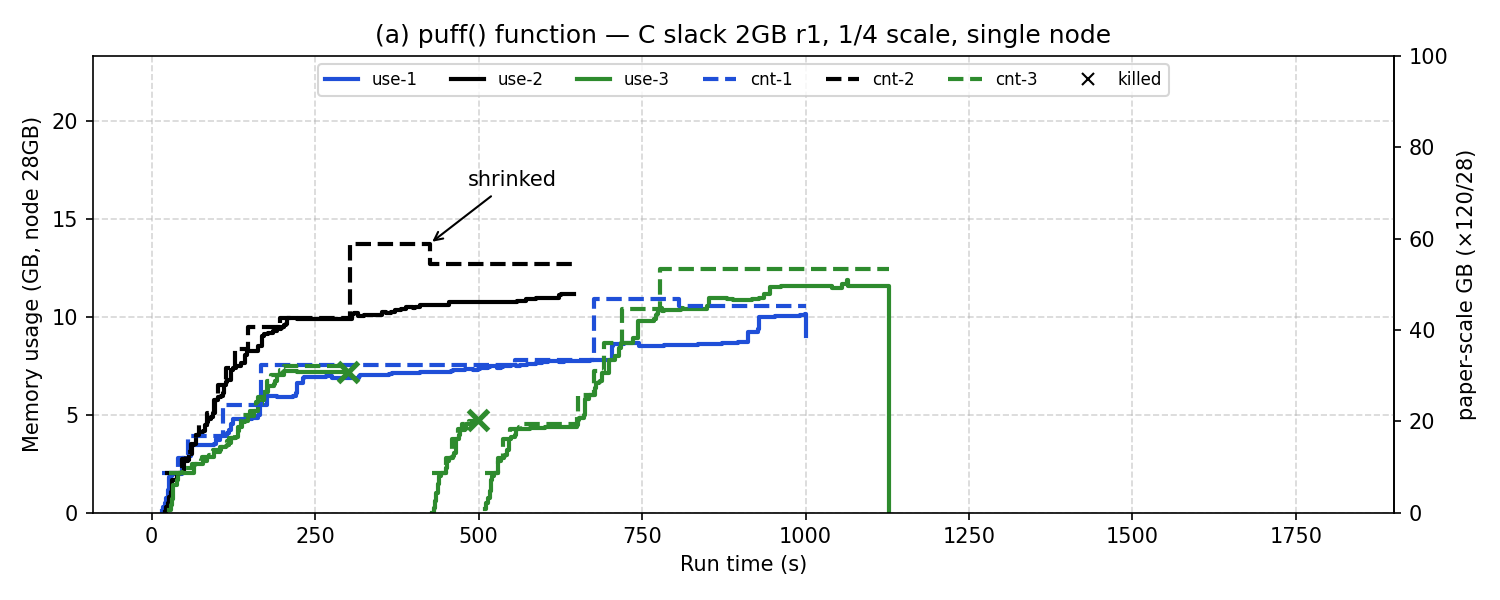 (a) puff() function — C slack 2GB r1, 1/4 scale, single node
use-1 use-2 use-3 cnt-1 cnt-2 cnt-3 killed
Memory usage (GB, node 28GB)
20
15
10
5
0
shrinked
100
80
60
40
20
0
paper-scale GB (×120/28)
0 250 500 750 1000 1250 1500 1750
Run time (s)